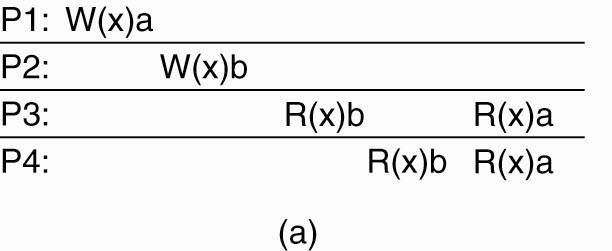 P1: W(x)a
P2: W(x)b
P3: R(x)b R(x)a
P4: R(x)b R(x)a
(a)